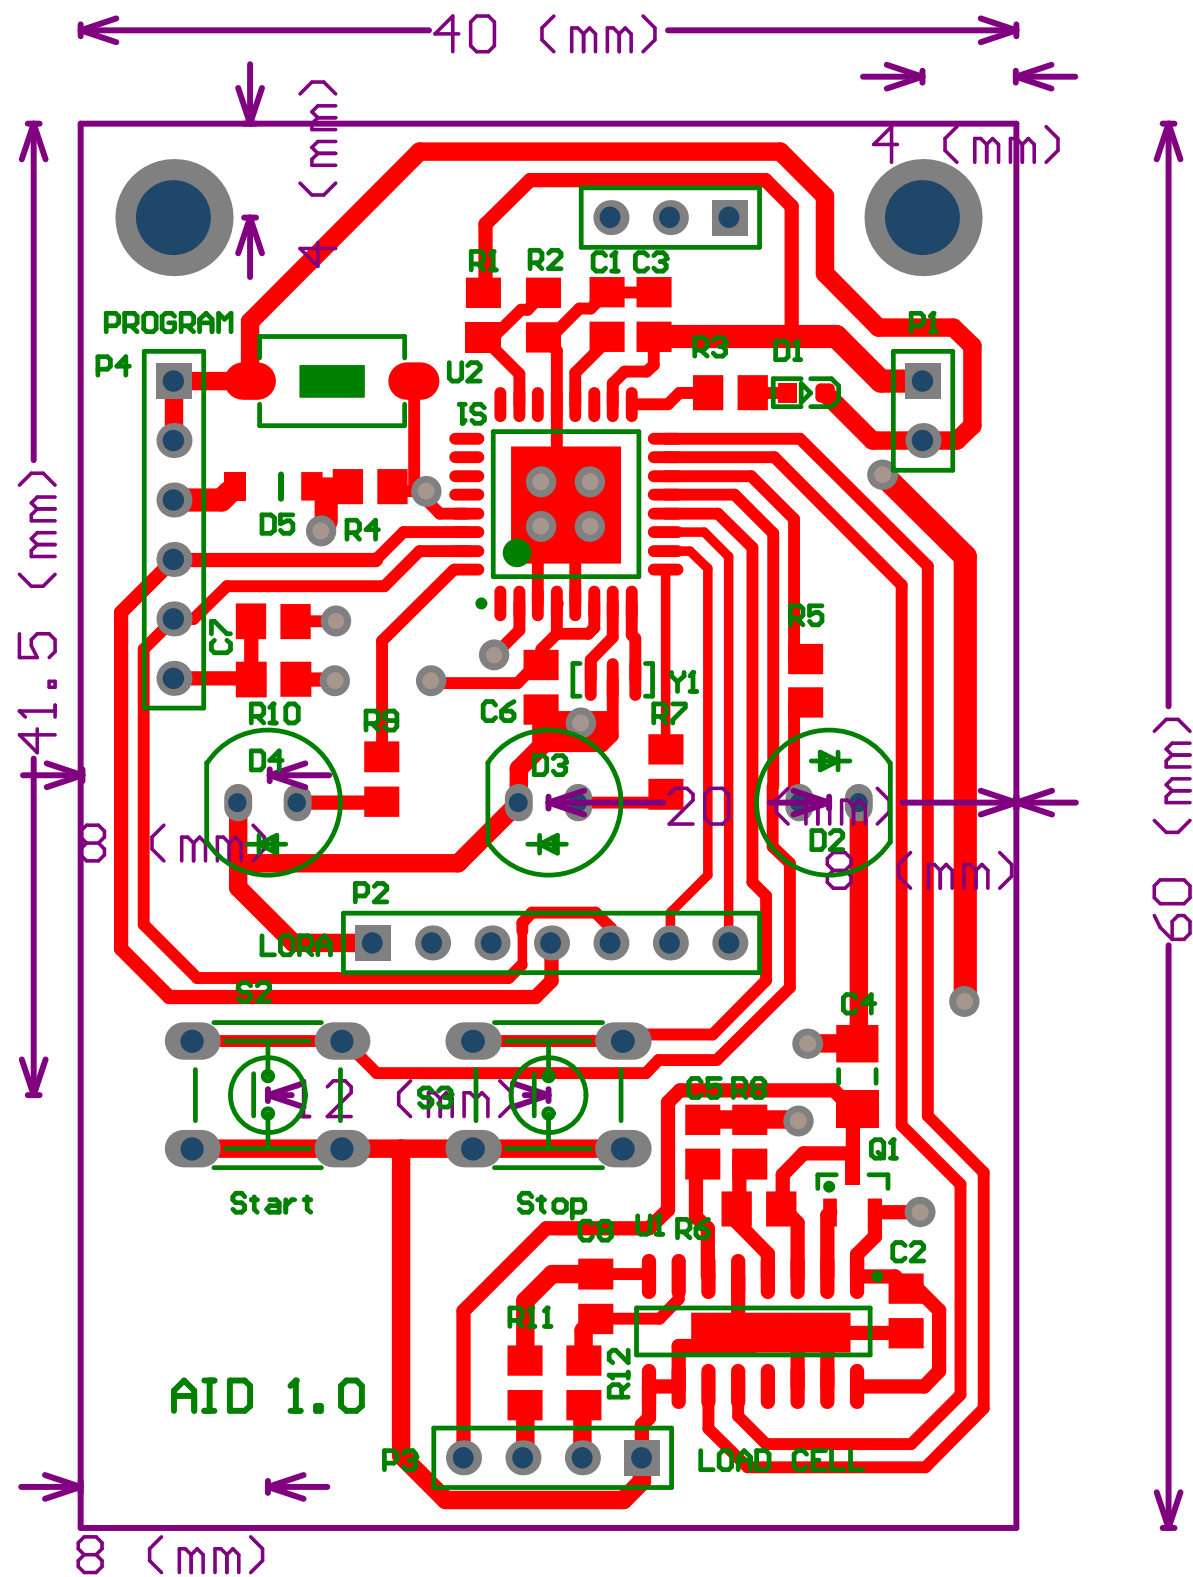 40 (mm)
4 (mm)
4 (mm)
R1
R2
C1
C3
PROGRAM
P1
P4
U2
R3
D1
S1
D5
R4
41.5 (mm)
C7
R5
Y1
R10
R9
C6
R7
D4
D3
60 (mm)
8 (mm)
20 (mm)
D2
8 (mm)
P2
LORA
S2
C4
12 (mm)
S3
C5
R8
Q1
Start
Stop
C8
U1
R6
C2
R11
R12
AID 1.0
P3
LOAD CELL
8 (mm)